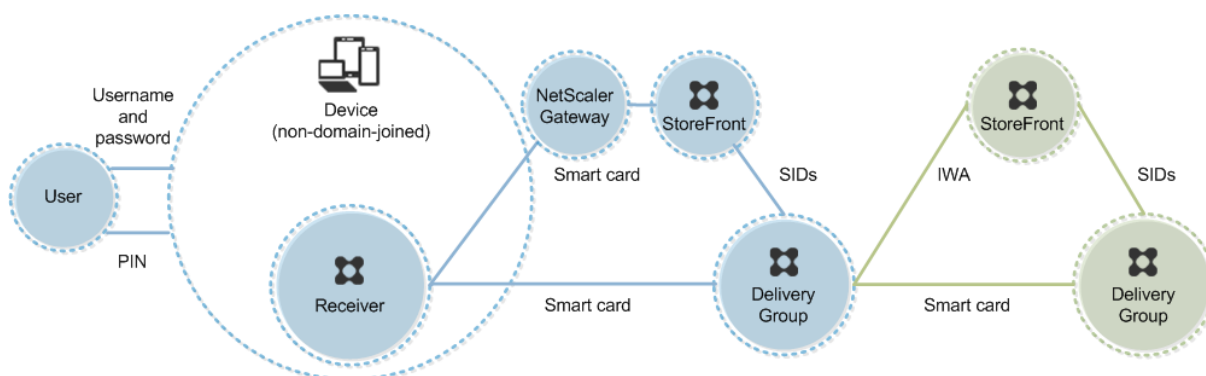 Username
and
password
User
PIN
Device
(non-domain-joined)
Receiver
NetScaler
Gateway
StoreFront
Smart card
SIDs
Smart card
Delivery
Group
IWA
StoreFront
SIDs
Smart card
Delivery
Group